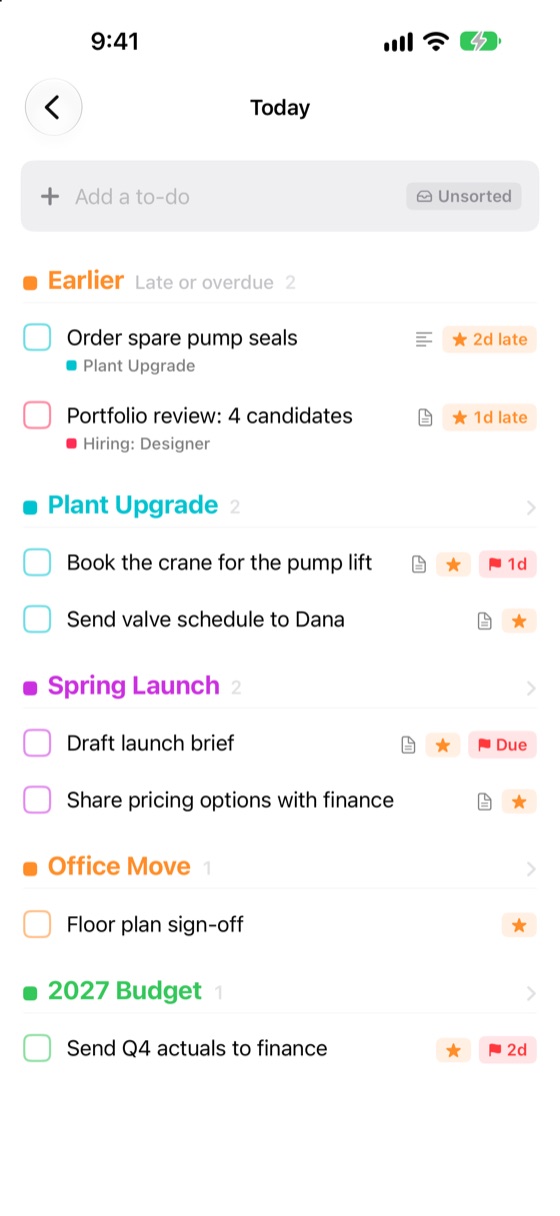 9:41
Today
Add a to-do Unsorted
Earlier Late or overdue 2
Order spare pump seals 2d late
Plant Upgrade
Portfolio review: 4 candidates 1d late
Hiring: Designer
Plant Upgrade 2
Book the crane for the pump lift 1d
Send valve schedule to Dana
Spring Launch 2
Draft launch brief Due
Share pricing options with finance
Office Move 1
Floor plan sign-off
2027 Budget 1
Send Q4 actuals to finance 2d